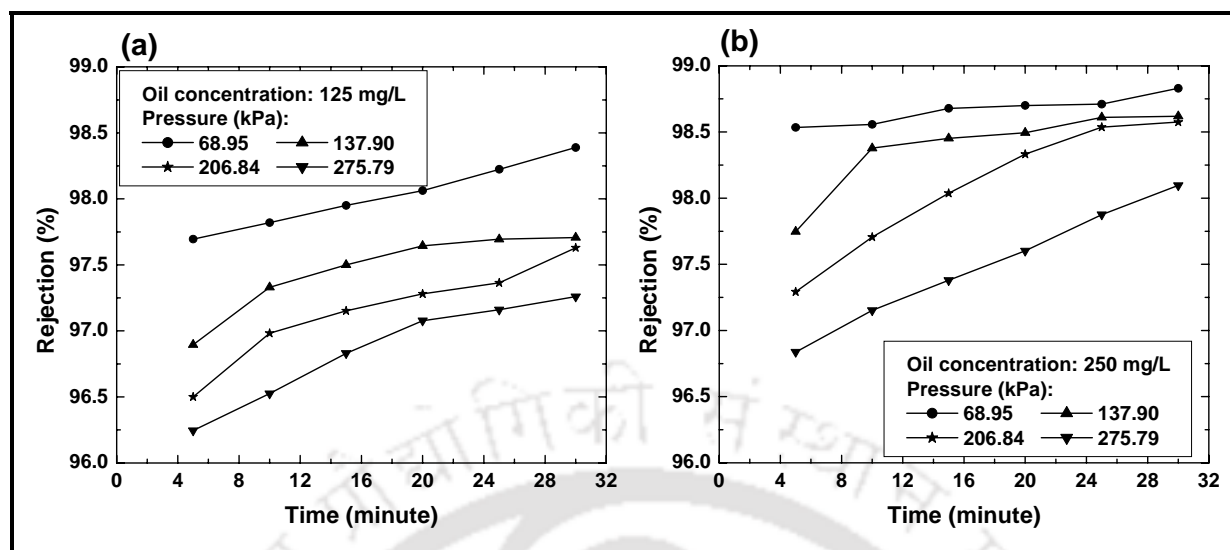 (a)
99.0
98.5
98.0
97.5
97.0
96.5
96.0
Rejection (%)
Oil concentration: 125 mg/L
Pressure (kPa):
68.95 137.90
206.84 275.79
0 4 8 12 16 20 24 28 32
Time (minute)
(b)
99.0
98.5
98.0
97.5
97.0
96.5
96.0
Rejection (%)
Oil concentration: 250 mg/L
Pressure (kPa):
68.95 137.90
206.84 275.79
0 4 8 12 16 20 24 28 32
Time (minute)